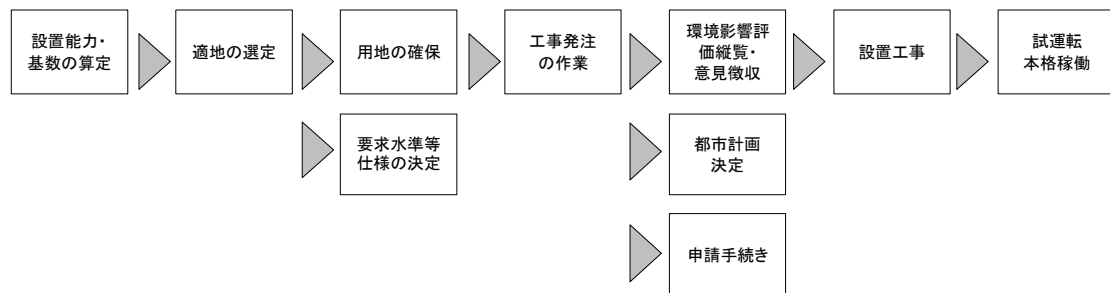 設置能力・
基数の算定
適地の選定
用地の確保
工事発注
の作業
環境影響評
価縦覧・
意見徴収
設置工事
試運転
本格稼働
要求水準等
仕様の決定
都市計画
決定
申請手続き